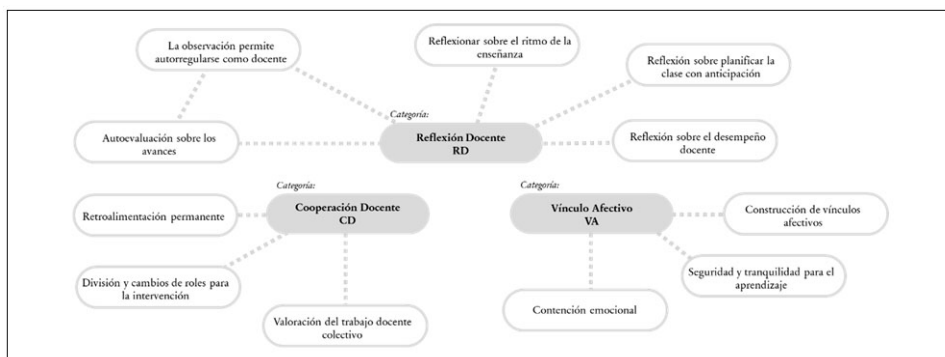 La observación permite
autorregularse como docente
Reflexionar sobre el ritmo de la
enseñanza
Reflexión sobre planificar la
clase con anticipación
Categoría:
Reflexión Docente
RD
Autoevaluación sobre los
avances
Reflexión sobre el desempeño
docente
Categoría:
Cooperación Docente
CD
Retroalimentación permanente
División y cambios de roles para
la intervención
Valoración del trabajo docente
colectivo
Categoría:
Vínculo Afectivo
VA
Construcción de vínculos
afectivos
Seguridad y tranquilidad para el
aprendizaje
Contención emocional